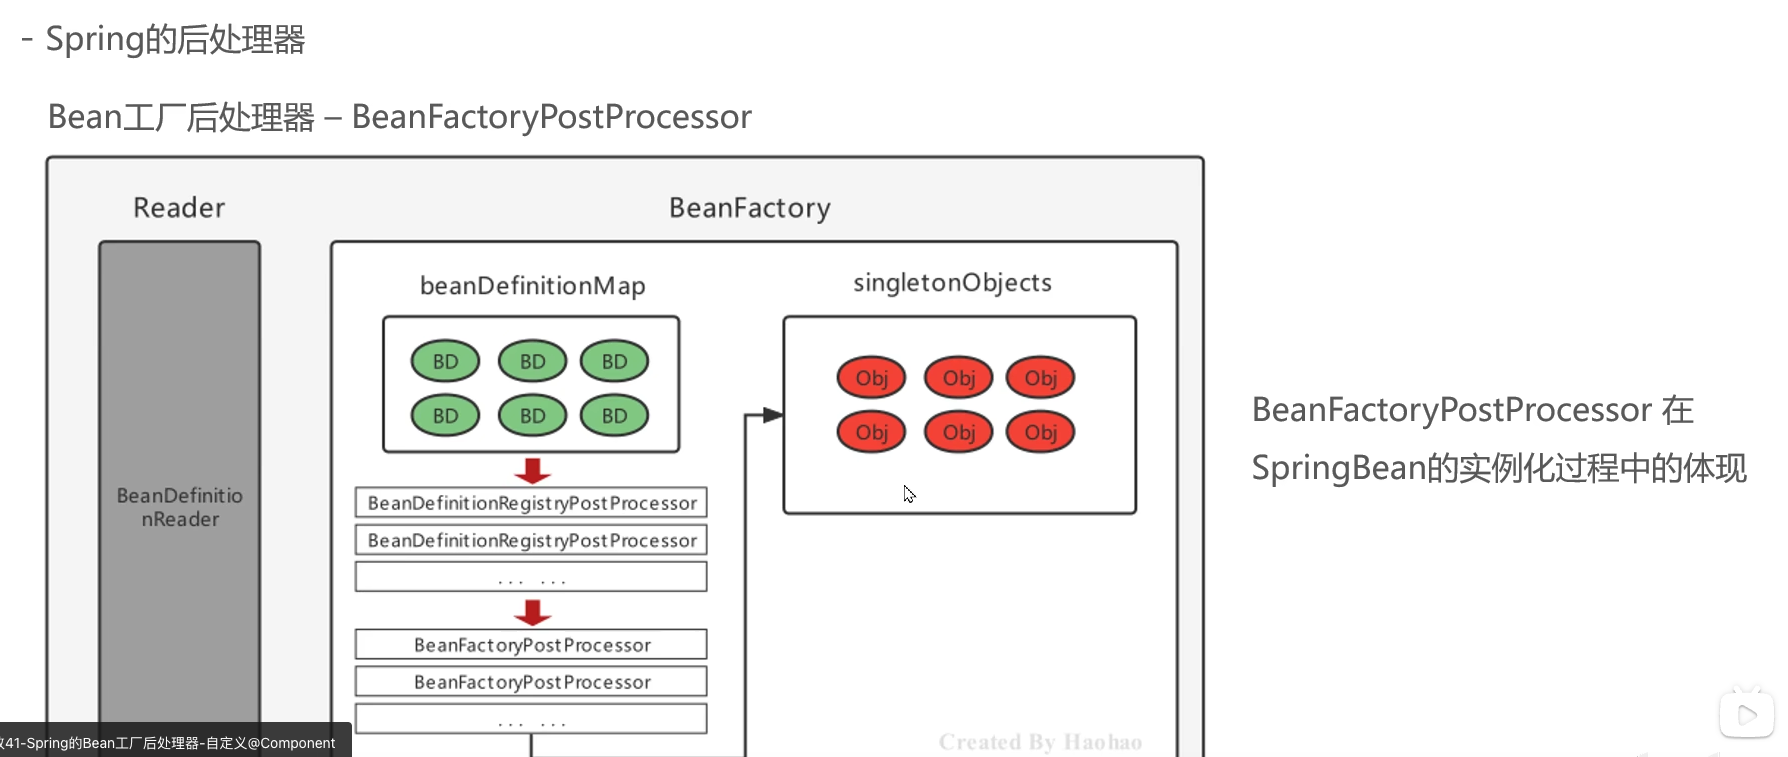 - Spring的后处理器
Bean工厂后处理器 – BeanFactoryPostProcessor
Reader
BeanFactory
beanDefinitionMap
singletonObjects
BD BD BD
BD BD BD
Obj Obj Obj
Obj Obj Obj
BeanDefinitio
nReader
BeanDefinitionRegistryPostProcessor
BeanDefinitionRegistryPostProcessor
... ...
BeanFactoryPostProcessor
BeanFactoryPostProcessor
... ...
BeanFactoryPostProcessor 在
SpringBean的实例化过程中的体现
41-Spring的Bean工厂后处理器-自定义@Component
Created By Haohao